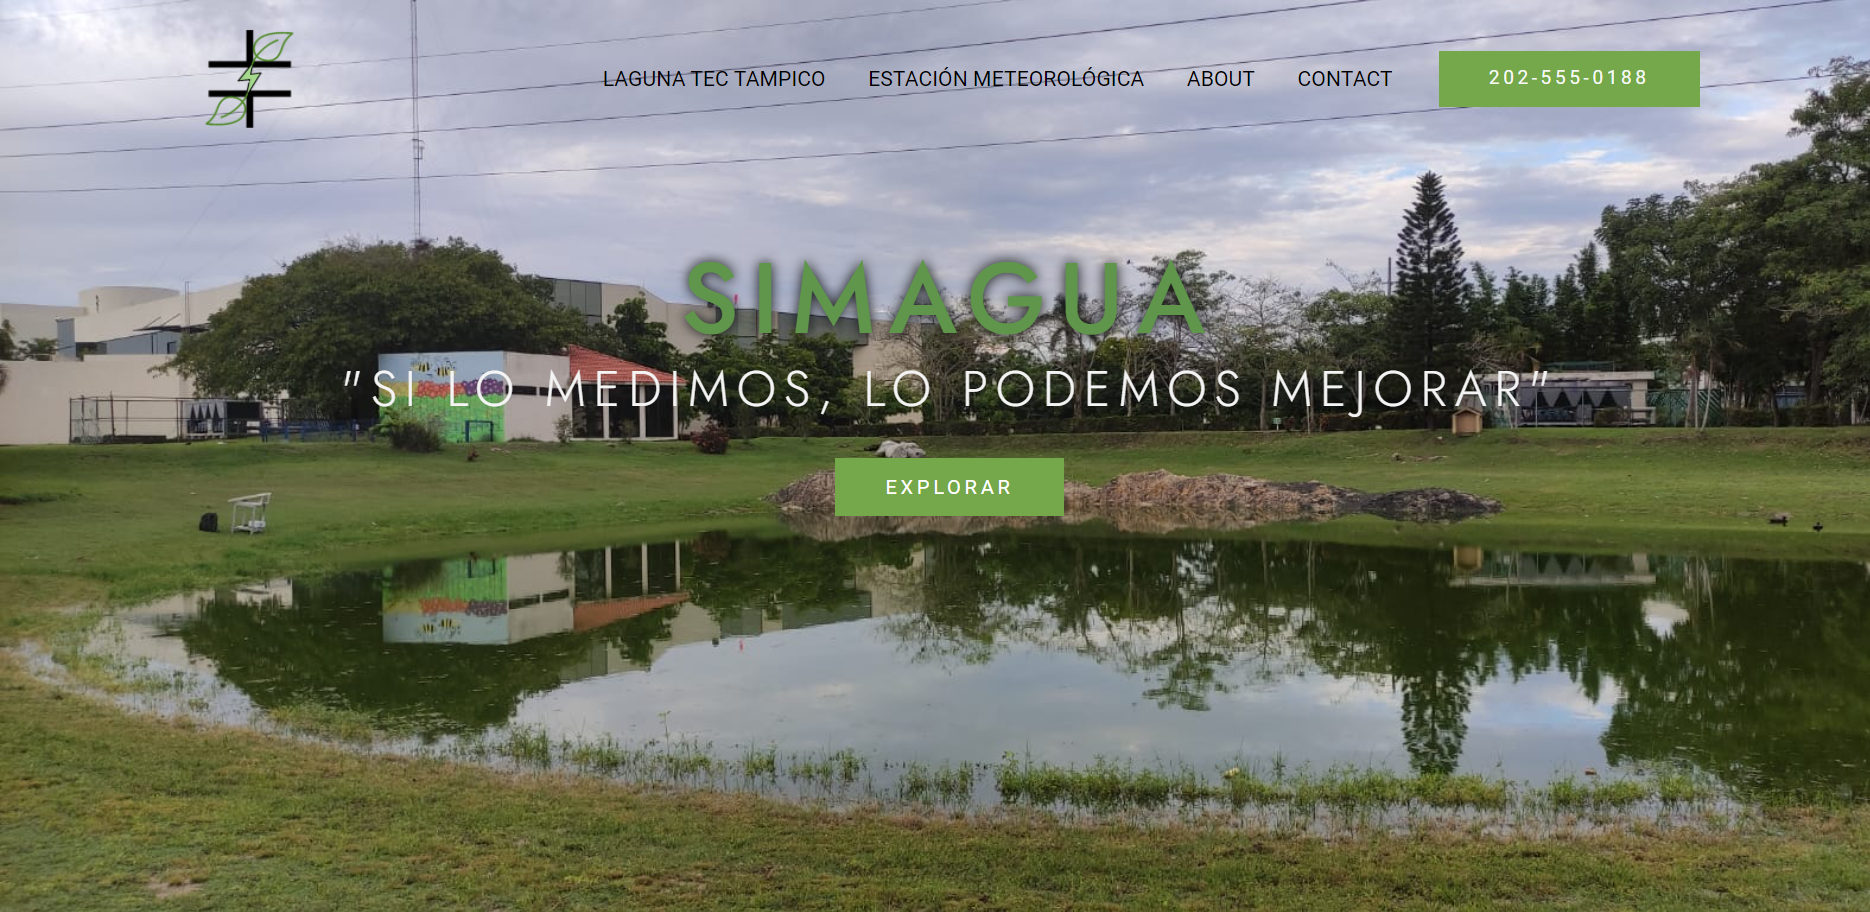 LAGUNA TEC TAMPICO ESTACIÓN METEOROLÓGICA ABOUT CONTACT 202-555-0188
SIMAGUA
"SI LO MEDIMOS, LO PODEMOS MEJORAR"
EXPLORAR